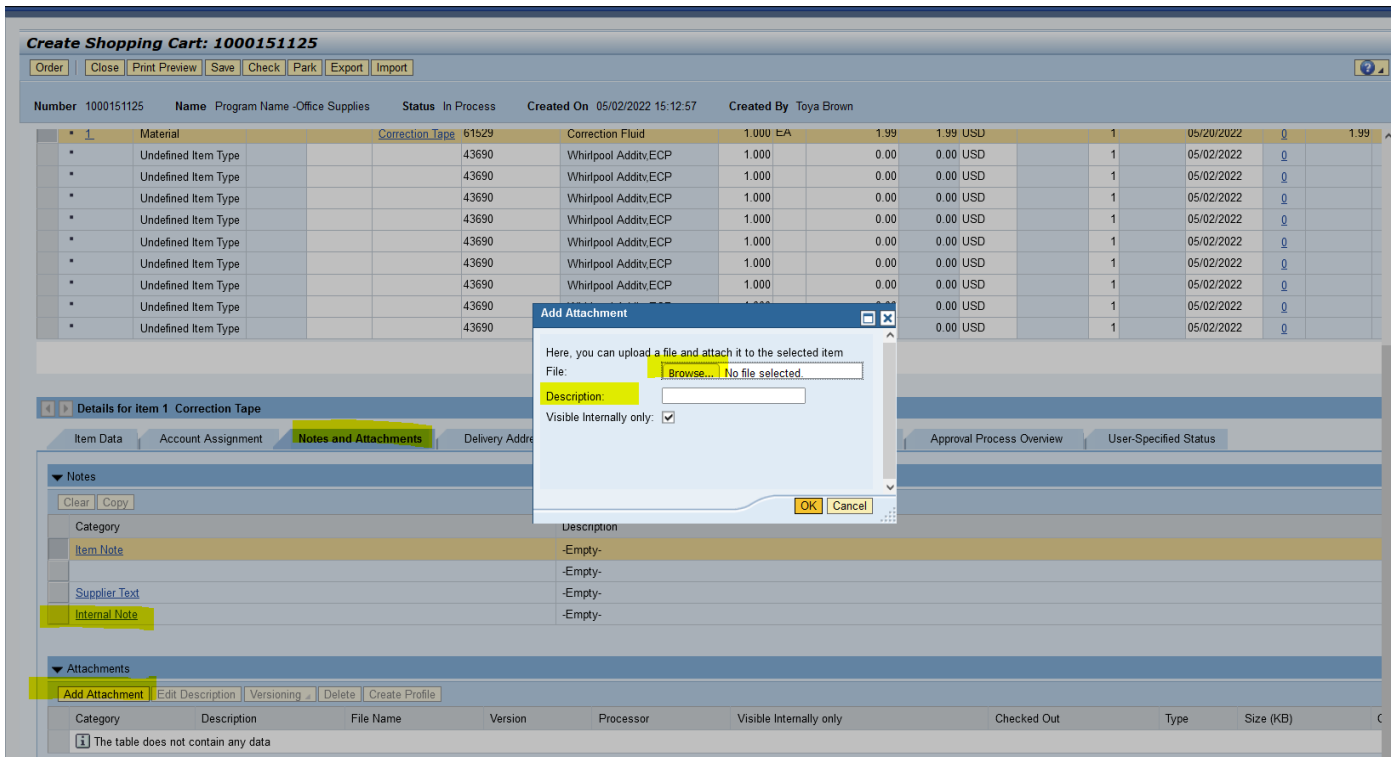 Create Shopping Cart: 1000151125
Order Close Print Preview Save Check Park Export Import
Number 1000151125 Name Program Name -Office Supplies Status In Process Created On 05/02/2022 15:12:57 Created By Toya Brown
1 Material Correction Tape 61529 Correction Fluid 1.000 EA 1.99 1.99 USD 1 05/20/2022 0 1.99
Undefined Item Type 43690 Whirlpool Additv,ECP 1.000 0.00 0.00 USD 1 05/02/2022 0
Undefined Item Type 43690 Whirlpool Additv,ECP 1.000 0.00 0.00 USD 1 05/02/2022 0
Undefined Item Type 43690 Whirlpool Additv,ECP 1.000 0.00 0.00 USD 1 05/02/2022 0
Undefined Item Type 43690 Whirlpool Additv,ECP 1.000 0.00 0.00 USD 1 05/02/2022 0
Undefined Item Type 43690 Whirlpool Additv,ECP 1.000 0.00 0.00 USD 1 05/02/2022 0
Undefined Item Type 43690 Whirlpool Additv,ECP 1.000 0.00 0.00 USD 1 05/02/2022 0
Undefined Item Type 43690 Whirlpool Additv,ECP 1.000 0.00 0.00 USD 1 05/02/2022 0
Undefined Item Type 43690 0.00 USD 1 05/02/2022 0
Undefined Item Type 43690 0.00 USD 1 05/02/2022 0
Add Attachment
Here, you can upload a file and attach it to the selected item
File: Browse... No file selected.
Description:
Visible Internally only:
OK Cancel
Details for item 1 Correction Tape
Item Data Account Assignment Notes and Attachments Delivery Addre Approval Process Overview User-Specified Status
Notes
Clear Copy
Category Description
Item Note -Empty-
-Empty-
Supplier Text -Empty-
Internal Note -Empty-
Attachments
Add Attachment Edit Description Versioning Delete Create Profile
Category Description File Name Version Processor Visible Internally only Checked Out Type Size (KB)
The table does not contain any data